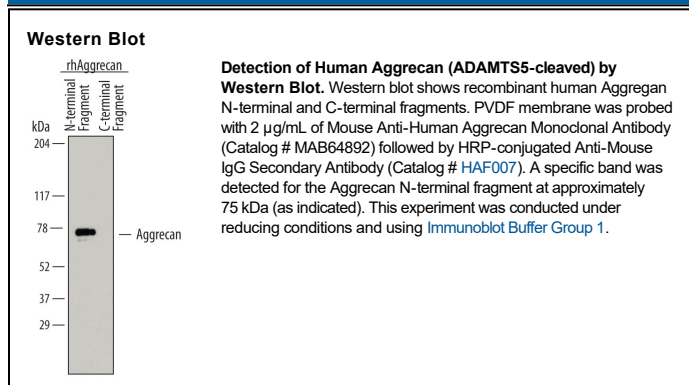 Western Blot
rhAggrecan
N-terminal
Fragment
C-terminal
Fragment
kDa
204
117
78
Aggrecan
52
37
29
Detection of Human Aggrecan (ADAMTS5-cleaved) by
Western Blot. Western blot shows recombinant human Aggregan
N-terminal and C-terminal fragments. PVDF membrane was probed
with 2 µg/mL of Mouse Anti-Human Aggrecan Monoclonal Antibody
(Catalog # MAB64892) followed by HRP-conjugated Anti-Mouse
IgG Secondary Antibody (Catalog # HAF007). A specific band was
detected for the Aggrecan N-terminal fragment at approximately
75 kDa (as indicated). This experiment was conducted under
reducing conditions and using Immunoblot Buffer Group 1.